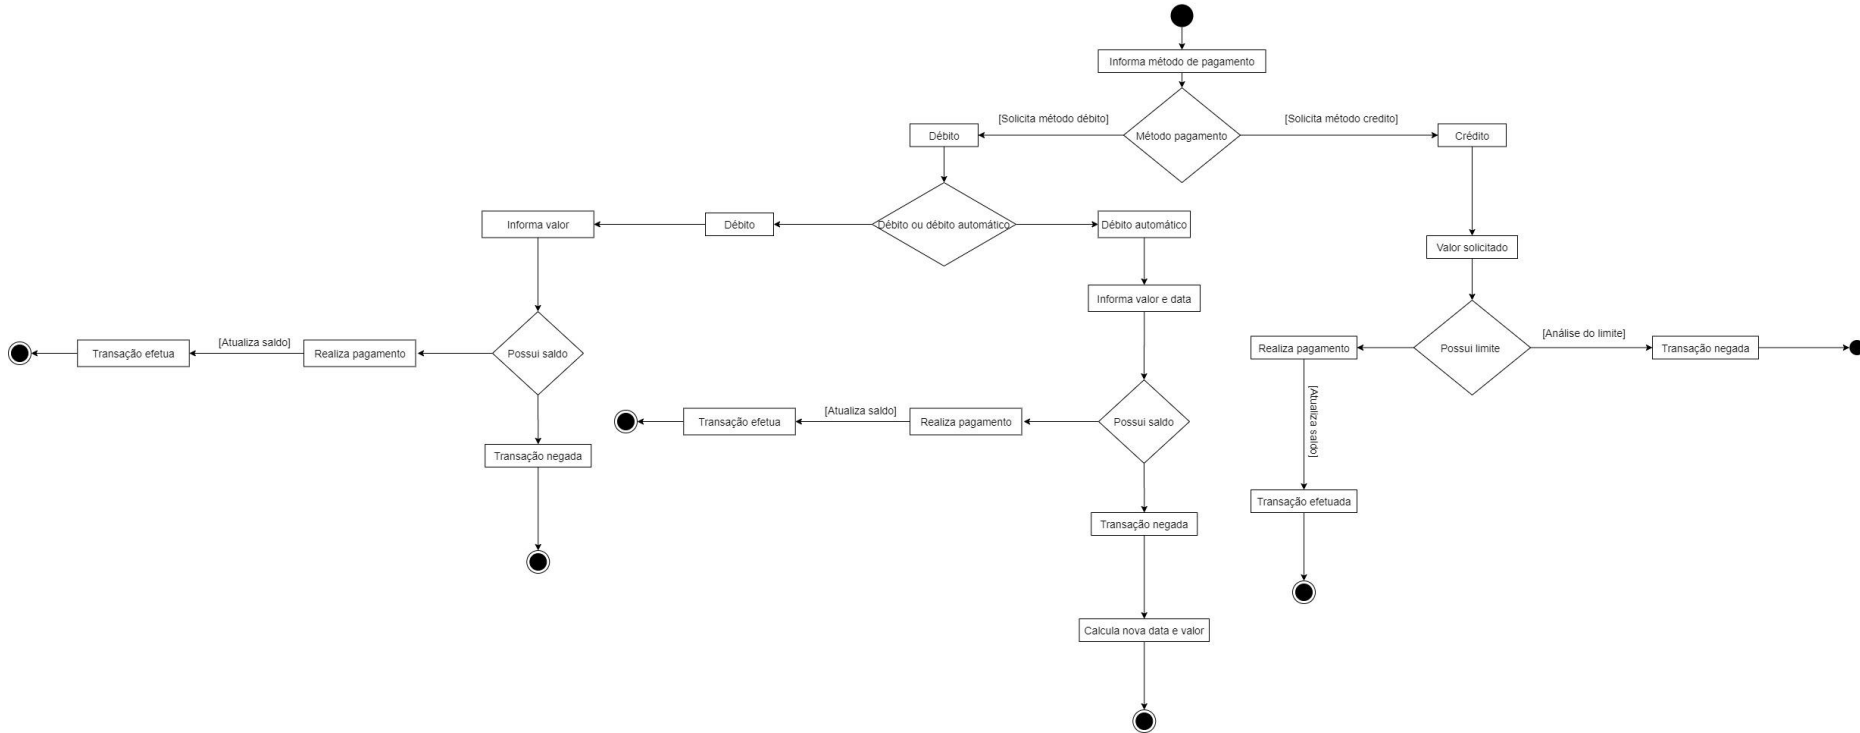 Informa método de pagamento
[Solicita método débito]
[Solicita método credito]
Débito
Método pagamento
Crédito
Informa valor
Débito
Débito ou débito automático
Débito automático
Valor solicitado
Informa valor e data
[Atualiza saldo]
[Análise do limite]
Transação efetua
Realiza pagamento
Possui saldo
Realiza pagamento
Possui limite
Transação negada
[Atualiza saldo]
[Atualiza saldo]
Transação efetua
Realiza pagamento
Possui saldo
Transação negada
Transação efetuada
Transação negada
Calcula nova data e valor